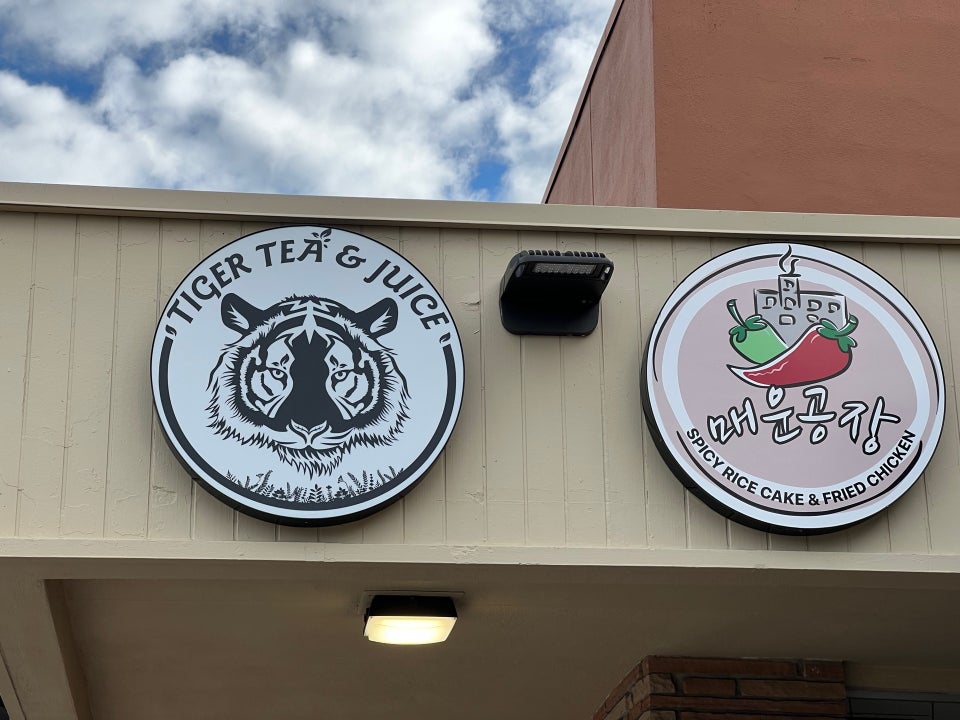 TIGER TEA & JUICE
매운공장
SPICY RICE CAKE & FRIED CHICKEN